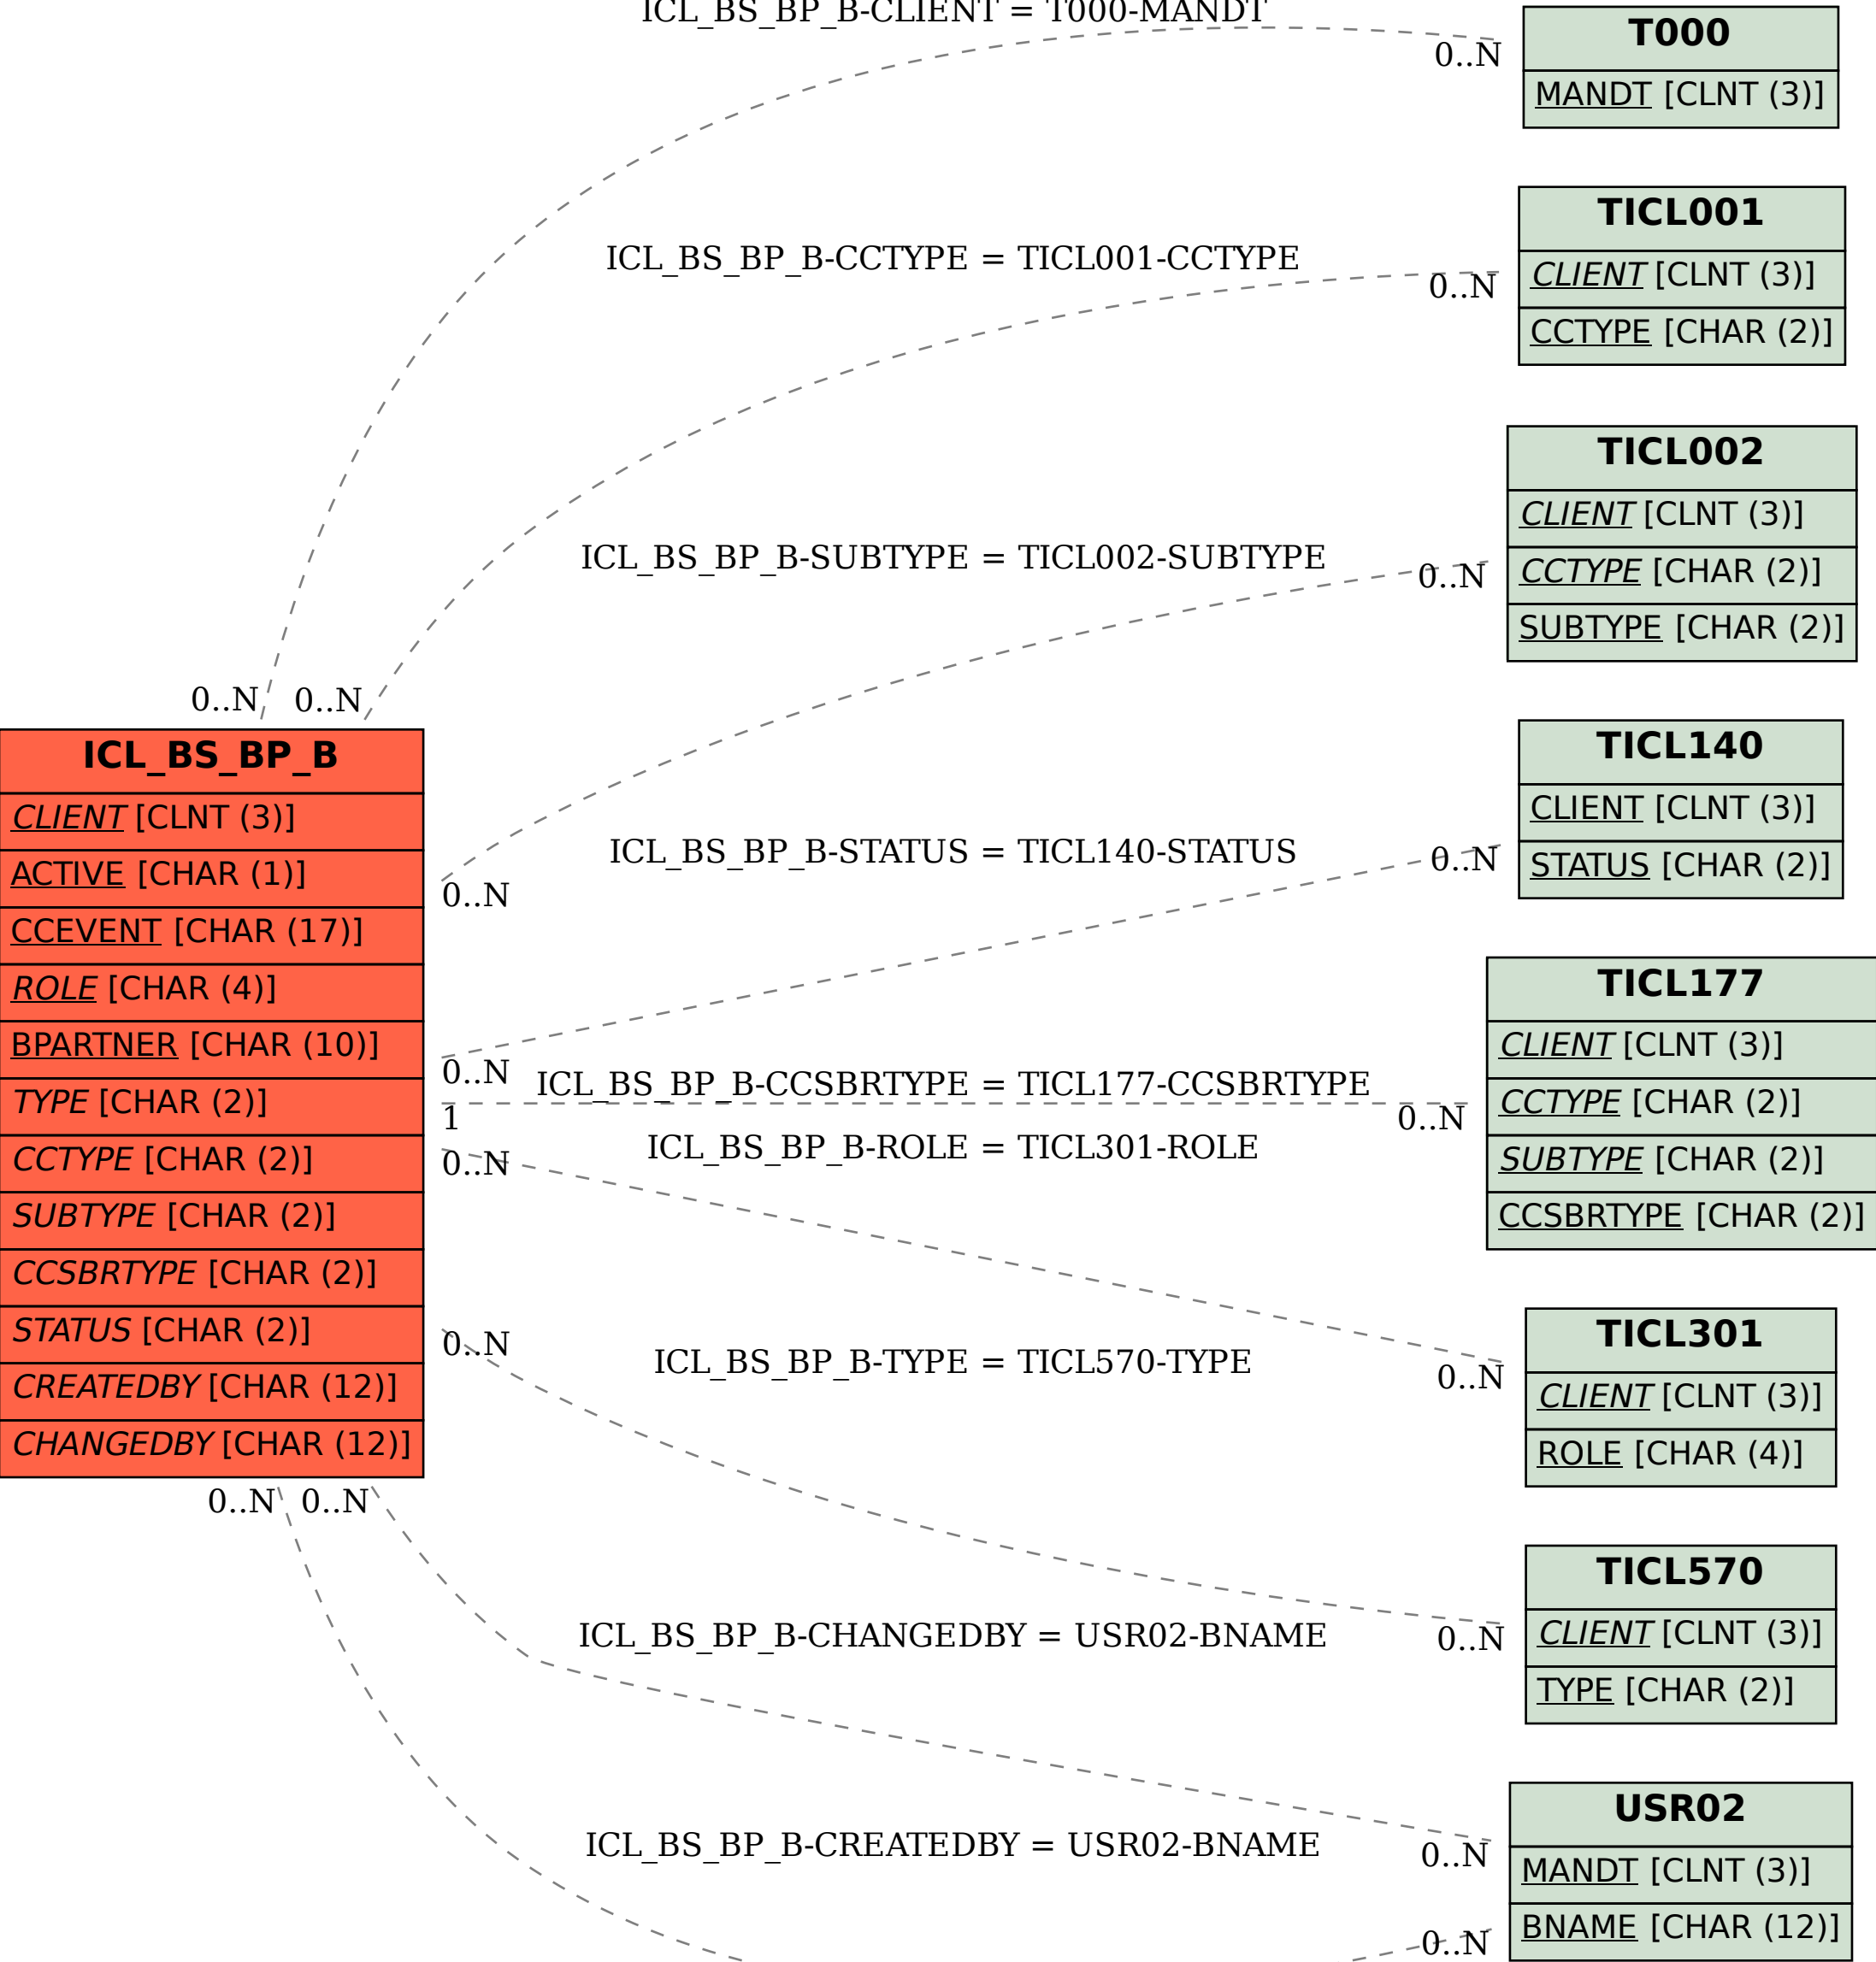 ICL_BS_BP_B-CLIENT = T000-MANDT
0..N
T000
MANDT [CLNT (3)]
TICL001
CLIENT [CLNT (3)]
CCTYPE [CHAR (2)]
ICL_BS_BP_B-CCTYPE = TICL001-CCTYPE
0..N
TICL002
CLIENT [CLNT (3)]
CCTYPE [CHAR (2)]
SUBTYPE [CHAR (2)]
ICL_BS_BP_B-SUBTYPE = TICL002-SUBTYPE
0..N
0..N 0..N
ICL_BS_BP_B
CLIENT [CLNT (3)]
ACTIVE [CHAR (1)]
CCEVENT [CHAR (17)]
ROLE [CHAR (4)]
BPARTNER [CHAR (10)]
TYPE [CHAR (2)]
CCTYPE [CHAR (2)]
SUBTYPE [CHAR (2)]
CCSBRTYPE [CHAR (2)]
STATUS [CHAR (2)]
CREATEDBY [CHAR (12)]
CHANGEDBY [CHAR (12)]
0..N
ICL_BS_BP_B-STATUS = TICL140-STATUS
0..N
TICL140
CLIENT [CLNT (3)]
STATUS [CHAR (2)]
0..N
ICL_BS_BP_B-CCSBRTYPE = TICL177-CCSBRTYPE
1
0..N
TICL177
CLIENT [CLNT (3)]
CCTYPE [CHAR (2)]
SUBTYPE [CHAR (2)]
CCSBRTYPE [CHAR (2)]
0..N
ICL_BS_BP_B-ROLE = TICL301-ROLE
0..N
TICL301
CLIENT [CLNT (3)]
ROLE [CHAR (4)]
0..N
ICL_BS_BP_B-TYPE = TICL570-TYPE
0..N
TICL570
CLIENT [CLNT (3)]
TYPE [CHAR (2)]
0..N 0..N
ICL_BS_BP_B-CHANGEDBY = USR02-BNAME
0..N
ICL_BS_BP_B-CREATEDBY = USR02-BNAME
0..N
USR02
MANDT [CLNT (3)]
BNAME [CHAR (12)]